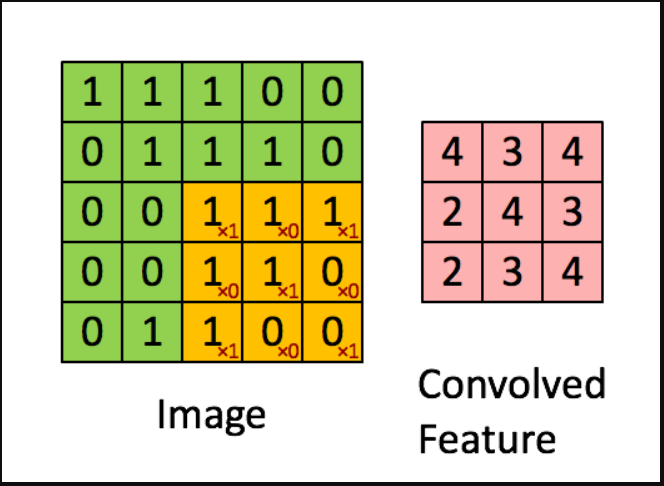 1 1 1 0 0
0 1 1 1 0 4 3 4
0 0 1×1 1×0 1×1 2 4 3
0 0 1×0 1×1 0×0 2 3 4
0 1 1×1 0×0 0×1
Image
Convolved
Feature